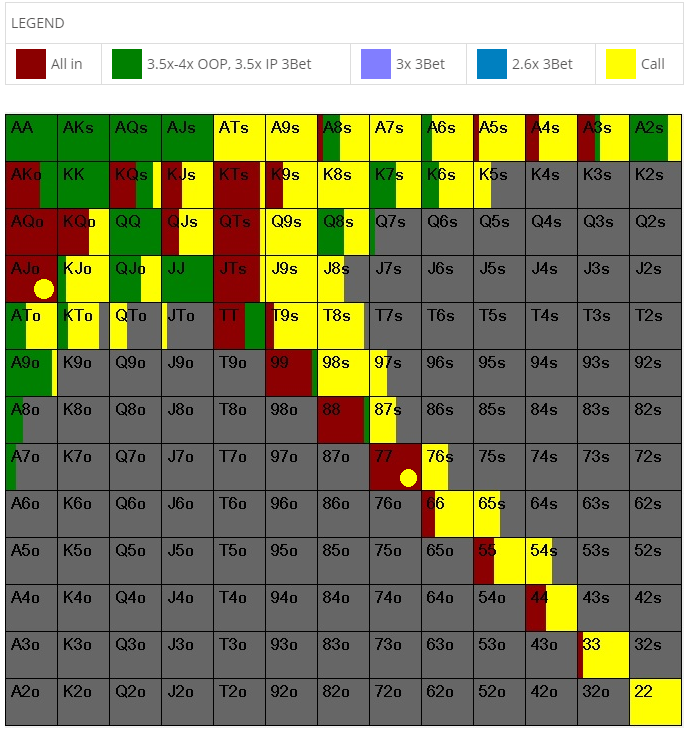 LEGEND
All in 3.5x-4x OOP, 3.5x IP 3Bet 3x 3Bet 2.6x 3Bet Call
AA AKs AQs AJs ATs A9s A8s A7s A6s A5s A4s A3s A2s
AKo KK KQs KJs KTs K9s K8s K7s K6s K5s K4s K3s K2s
AQo KQo QQ QJs QTs Q9s Q8s Q7s Q6s Q5s Q4s Q3s Q2s
AJo KJo QJo JJ JTs J9s J8s J7s J6s J5s J4s J3s J2s
ATo KTo QTo JTo TT T9s T8s T7s T6s T5s T4s T3s T2s
A9o K9o Q9o J9o T9o 99 98s 97s 96s 95s 94s 93s 92s
A8o K8o Q8o J8o T8o 98o 88 87s 86s 85s 84s 83s 82s
A7o K7o Q7o J7o T7o 97o 87o 77 76s 75s 74s 73s 72s
A6o K6o Q6o J6o T6o 96o 86o 76o 66 65s 64s 63s 62s
A5o K5o Q5o J5o T5o 95o 85o 75o 65o 55 54s 53s 52s
A4o K4o Q4o J4o T4o 94o 84o 74o 64o 54o 44 43s 42s
A3o K3o Q3o J3o T3o 93o 83o 73o 63o 53o 43o 33 32s
A2o K2o Q2o J2o T2o 92o 82o 72o 62o 52o 42o 32o 22